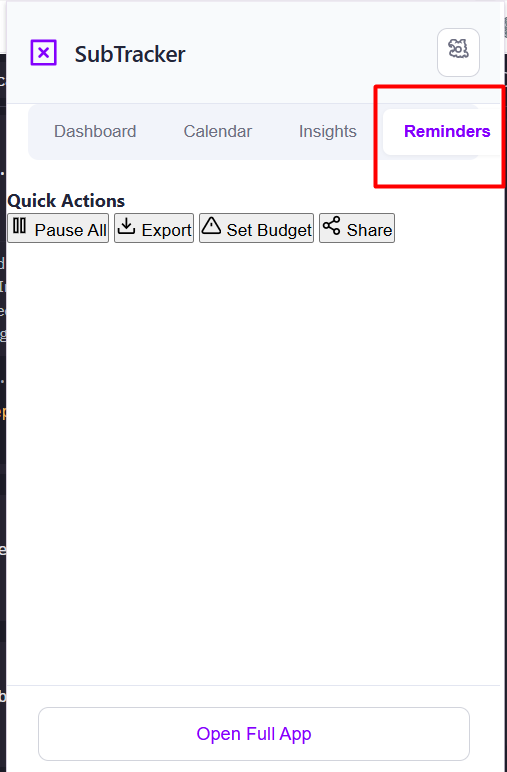 SubTracker
Dashboard Calendar Insights Reminders
Quick Actions
Pause All Export Set Budget Share
Open Full App